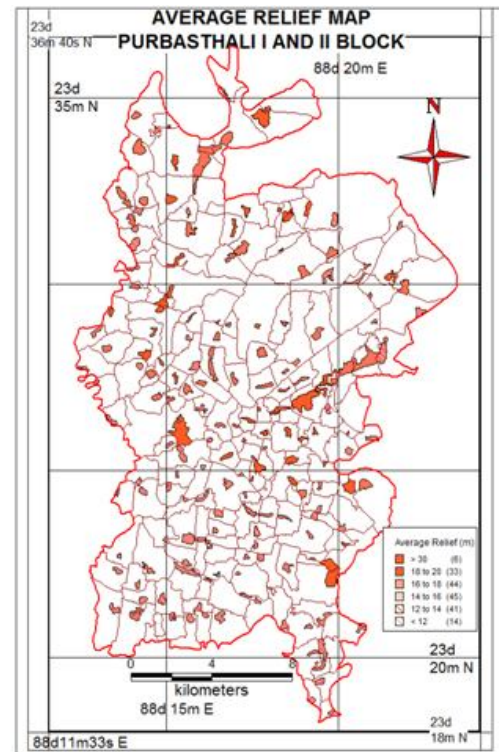 AVERAGE RELIEF MAP
PURBASTHALI I AND II BLOCK
23d
36m 40s N
88d 20m E
23d
35m N
N
Average Relief (m)
> 30 (6)
18 to 20 (33)
16 to 18 (44)
14 to 16 (45)
12 to 14 (41)
< 12 (14)
23d
20m N
0 4 8
kilometers
88d 15m E
88d11m33s E
23d
18m N